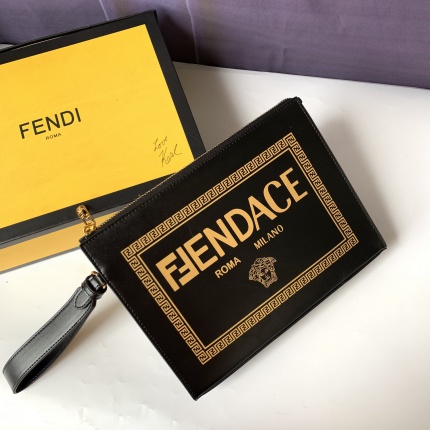 FENDI
ROMA
Love
Karl
FENDACE
ROMA MILANO